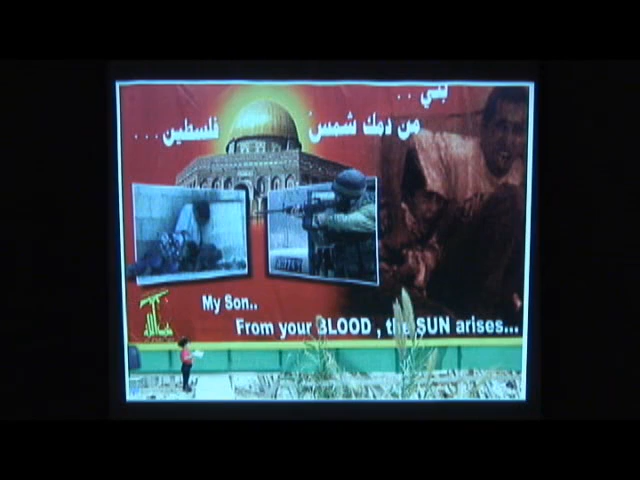 بني ..
من دمك شمسُ فلسطين ...
My Son..
From your BLOOD , the SUN arises...